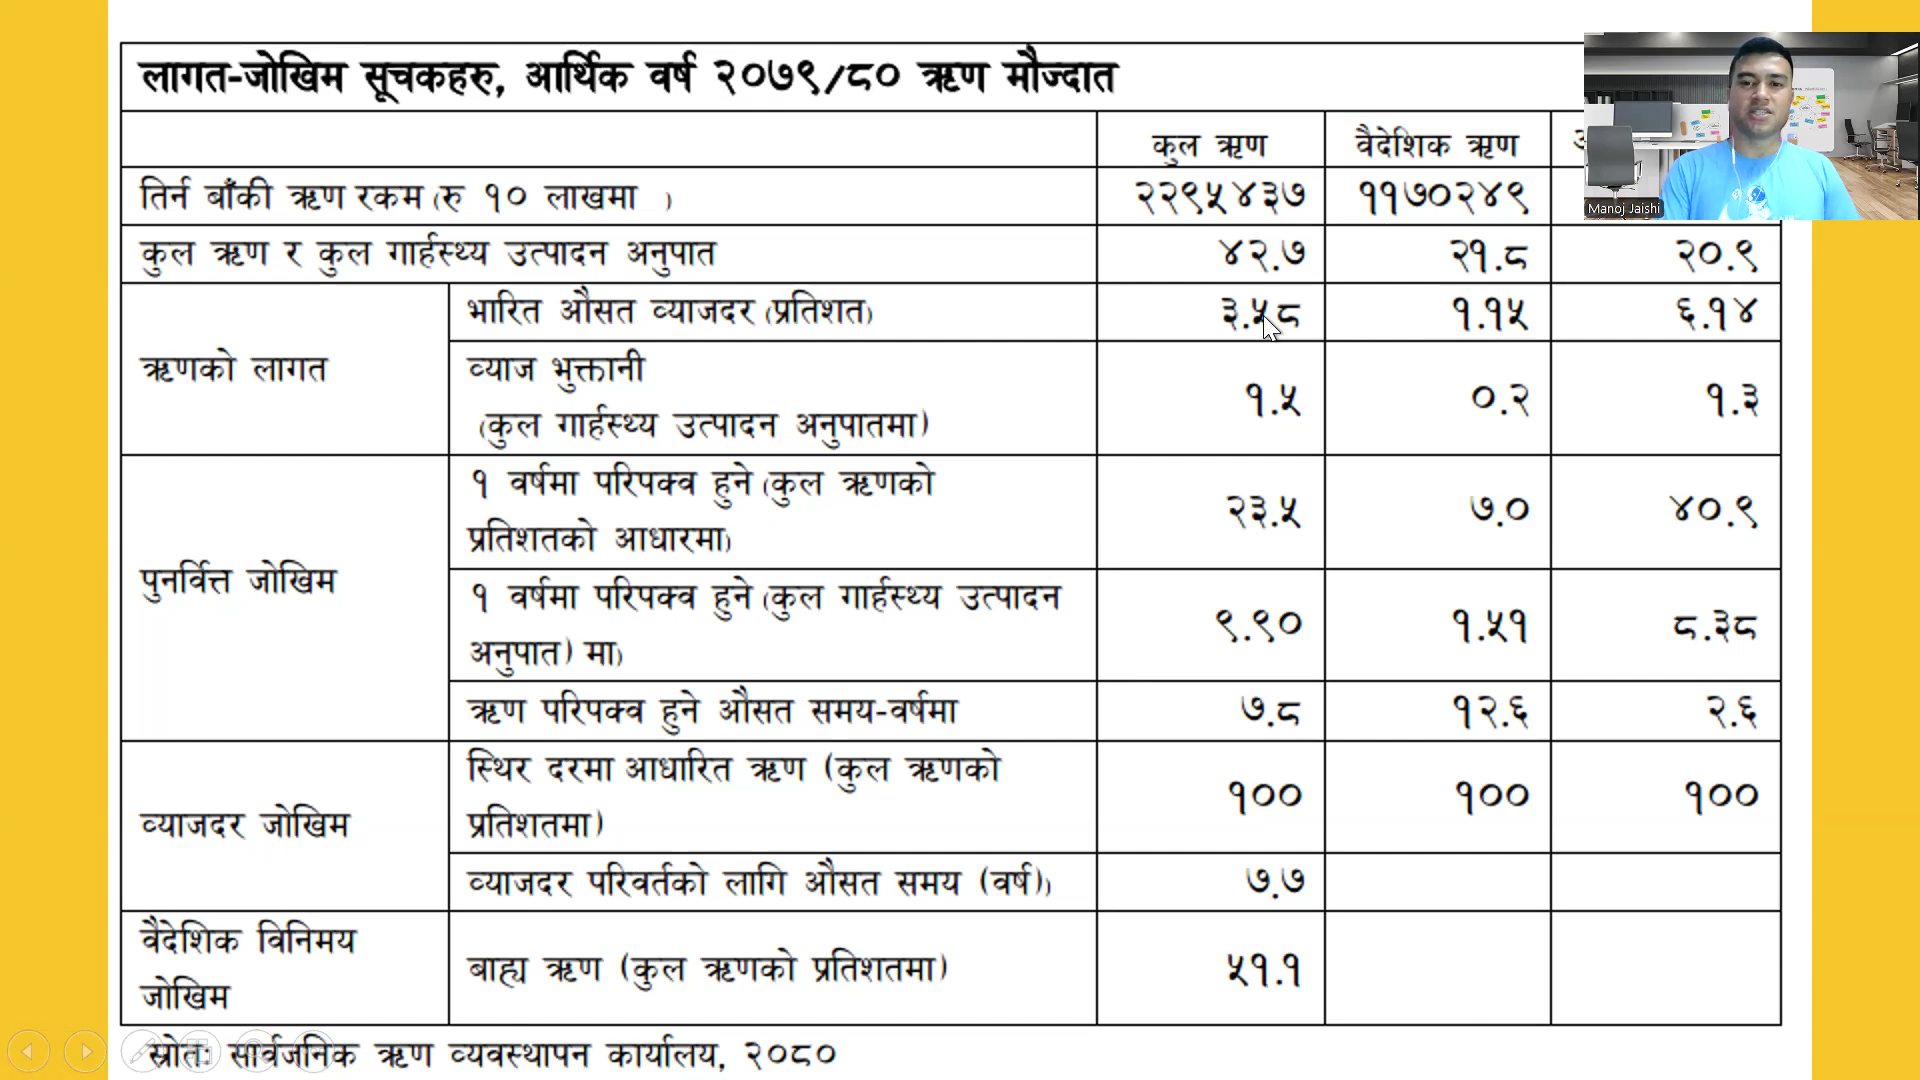 लागत-जोखिम सूचकहरु, आर्थिक वर्ष २०७९/८० ऋण मौज्दात
कुल ऋण वैदेशिक ऋण
तिर्न बाँकी ऋण रकम (रु १० लाखमा ) २२९५४३७ ११७०२४९
कुल ऋण र कुल गार्हस्थ्य उत्पादन अनुपात ४२.७ २१.८ २०.९
ऋणको लागत
भारित औसत व्याजदर (प्रतिशत) ३.५८ १.१५ ६.१४
व्याज भुक्तानी
(कुल गार्हस्थ्य उत्पादन अनुपातमा) १.५ ०.२ १.३
पुनर्वित्त जोखिम
१ वर्षमा परिपक्व हुने (कुल ऋणको
प्रतिशतको आधारमा) २३.५ ७.० ४०.९
१ वर्षमा परिपक्व हुने (कुल गार्हस्थ्य उत्पादन
अनुपात) मा) ९.९० १.५१ ८.३८
ऋण परिपक्व हुने औसत समय-वर्षमा ७.८ १२.६ २.६
व्याजदर जोखिम
स्थिर दरमा आधारित ऋण (कुल ऋणको
प्रतिशतमा) १०० १०० १००
व्याजदर परिवर्तको लागि औसत समय (वर्ष)) ७.७
वैदेशिक विनिमय
जोखिम
बाह्य ऋण (कुल ऋणको प्रतिशतमा) ५१.१
स्रोत: सार्वजनिक ऋण व्यवस्थापन कार्यालय, २०८०
Manoj Jaishi